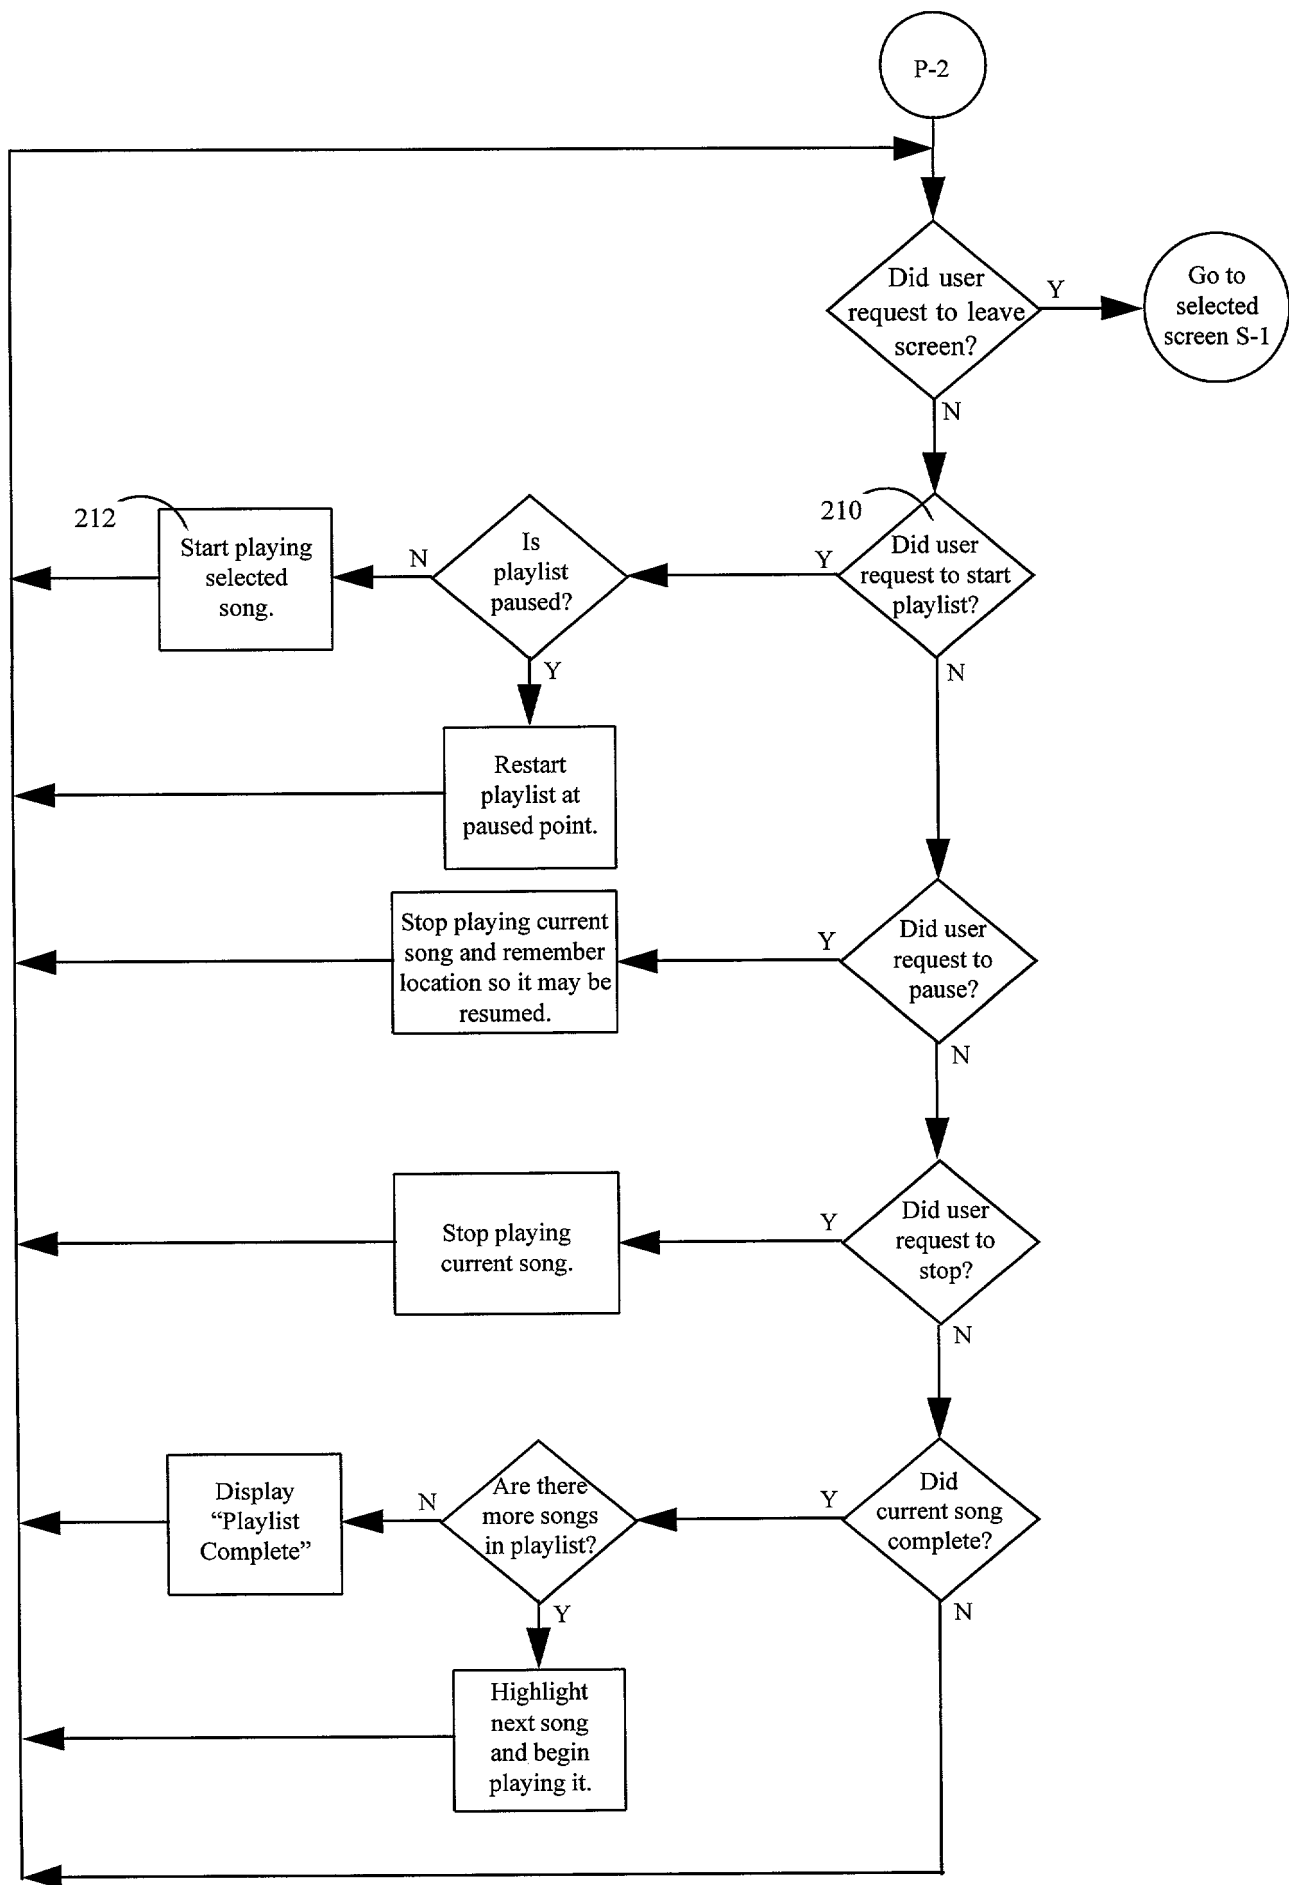 P-2
Did user
request to leave
screen?
Y
Go to
selected
screen S-1
N
212
Start playing
selected
song.
N
Is
playlist
paused?
Y
210
Did user
request to start
playlist?
Y
N
Restart
playlist at
paused point.
Stop playing current
song and remember
location so it may be
resumed.
Y
Did user
request to
pause?
N
Stop playing
current song.
Y
Did user
request to
stop?
N
Display
“Playlist
Complete”
N
Are there
more songs
in playlist?
Y
Y
Did
current song
complete?
N
Highlight
next song
and begin
playing it.